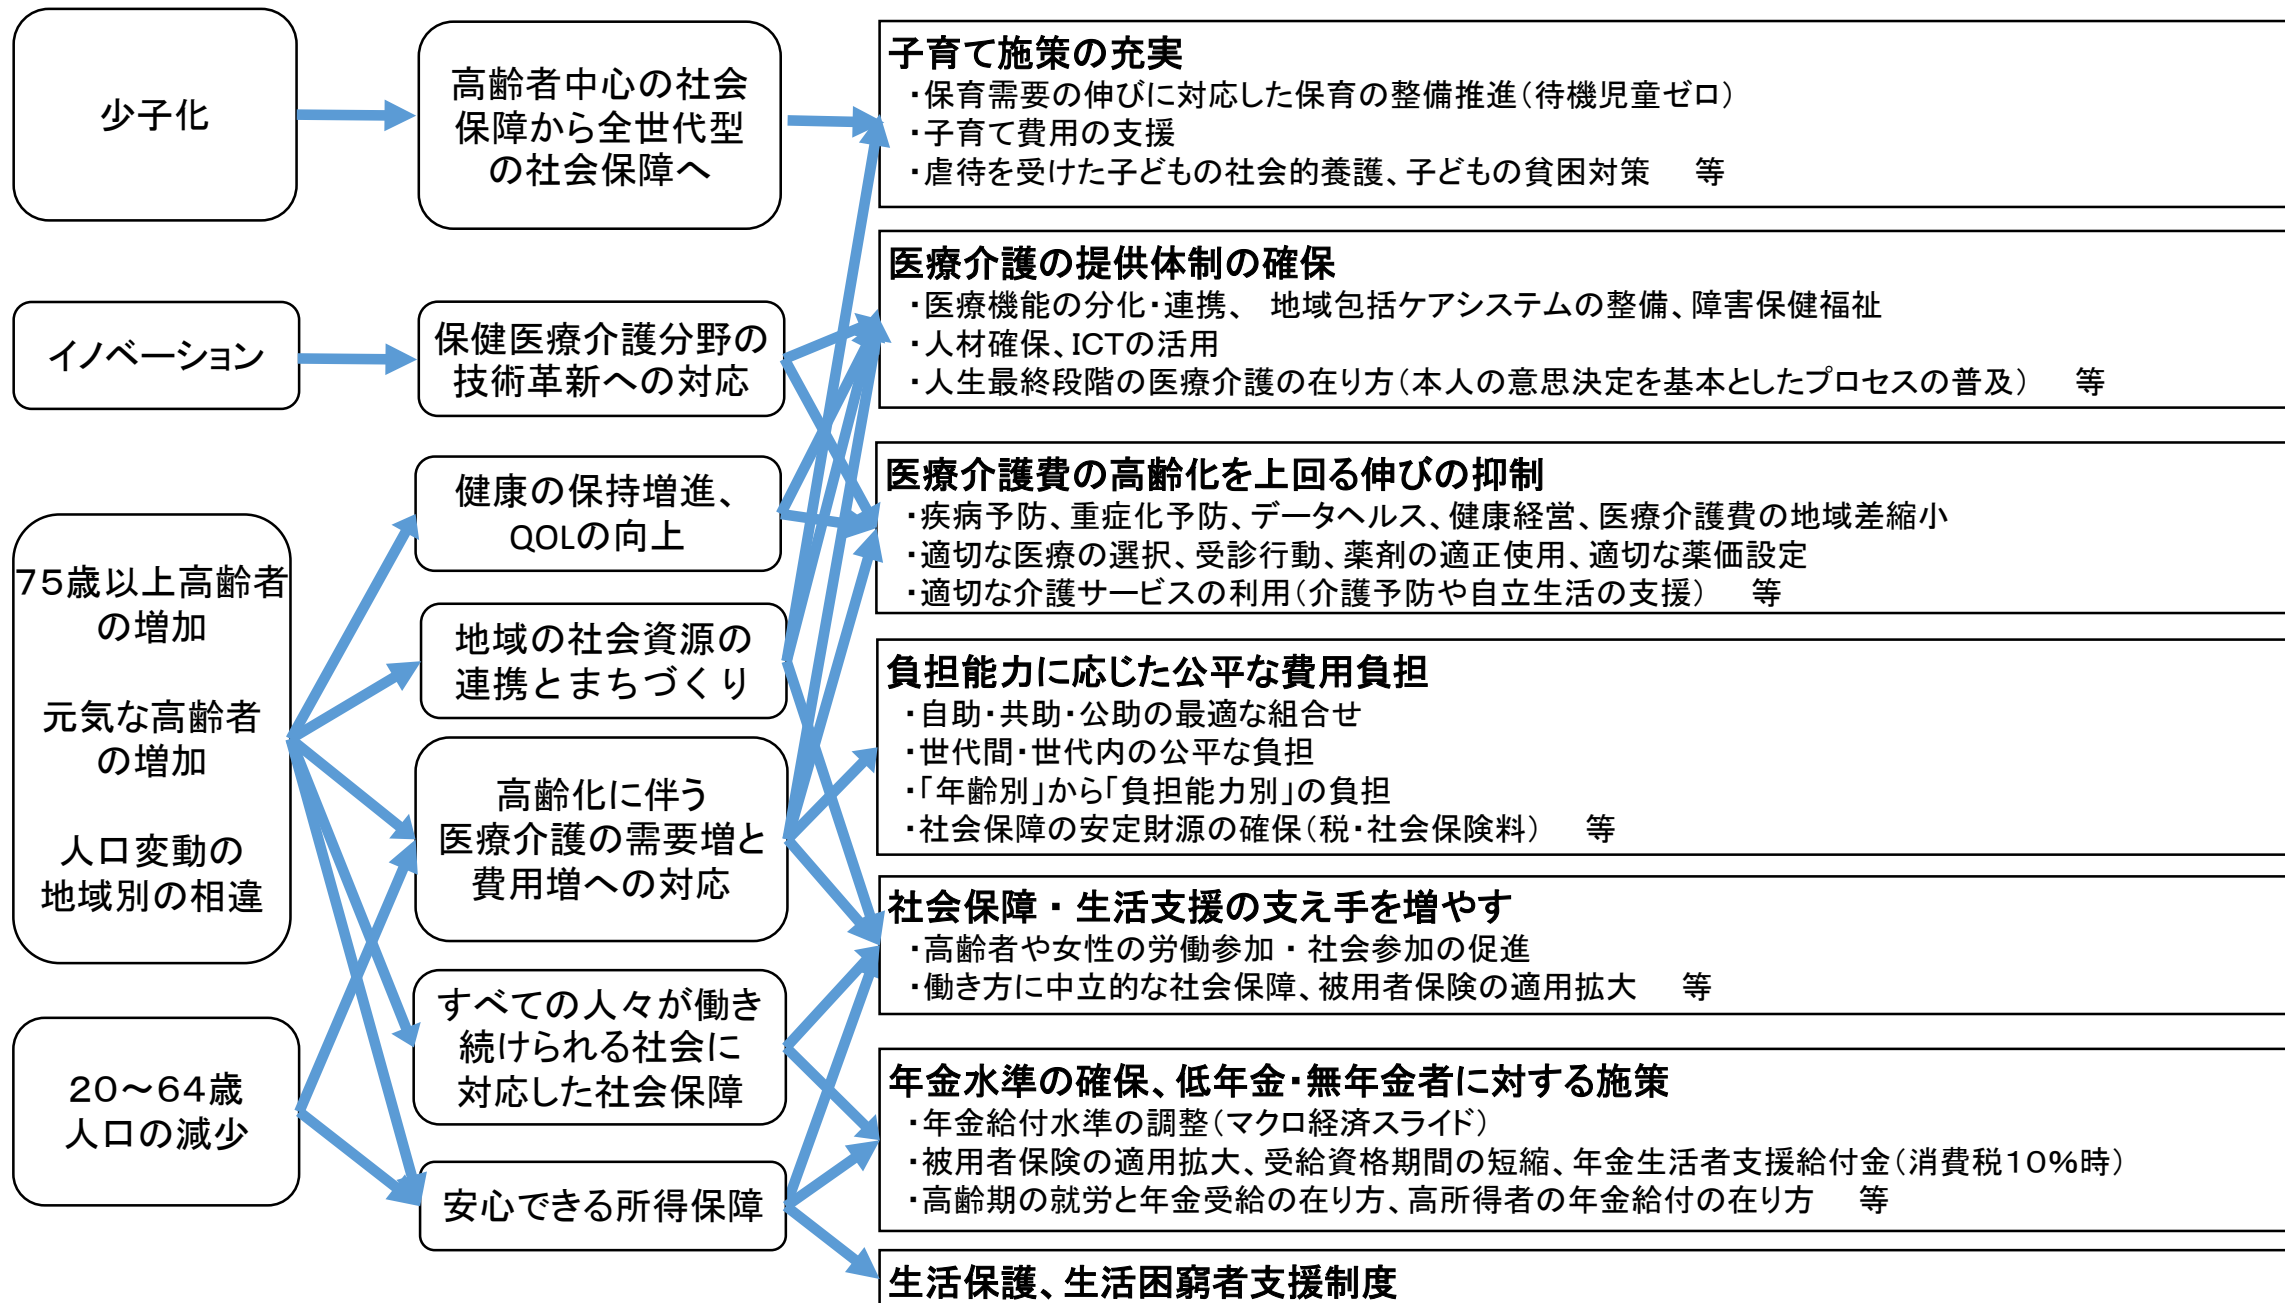 少子化
イノベーション
75歳以上高齢者
の増加
元気な高齢者
の増加
人口変動の
地域別の相違
20～64歳
人口の減少
高齢者中心の社会
保障から全世代型
の社会保障へ
保健医療介護分野の
技術革新への対応
健康の保持増進、
QOLの向上
地域の社会資源の
連携とまちづくり
高齢化に伴う
医療介護の需要増と
費用増への対応
すべての人々が働き
続けられる社会に
対応した社会保障
安心できる所得保障
子育て施策の充実
・保育需要の伸びに対応した保育の整備推進(待機児童ゼロ)
・子育て費用の支援
・虐待を受けた子どもの社会的養護、子どもの貧困対策　等
医療介護の提供体制の確保
・医療機能の分化・連携、 地域包括ケアシステムの整備、障害保健福祉
・人材確保、ICTの活用
・人生最終段階の医療介護の在り方(本人の意思決定を基本としたプロセスの普及)　等
医療介護費の高齢化を上回る伸びの抑制
・疾病予防、重症化予防、データヘルス、健康経営、医療介護費の地域差縮小
・適切な医療の選択、受診行動、薬剤の適正使用、適切な薬価設定
・適切な介護サービスの利用(介護予防や自立生活の支援)　等
負担能力に応じた公平な費用負担
・自助・共助・公助の最適な組合せ
・世代間・世代内の公平な負担
・「年齢別」から「負担能力別」の負担
・社会保障の安定財源の確保(税・社会保険料)　等
社会保障・生活支援の支え手を増やす
・高齢者や女性の労働参加・社会参加の促進
・働き方に中立的な社会保障、被用者保険の適用拡大　等
年金水準の確保、低年金・無年金者に対する施策
・年金給付水準の調整(マクロ経済スライド)
・被用者保険の適用拡大、受給資格期間の短縮、年金生活者支援給付金(消費税10%時)
・高齢期の就労と年金受給の在り方、高所得者の年金給付の在り方　等
生活保護、生活困窮者支援制度